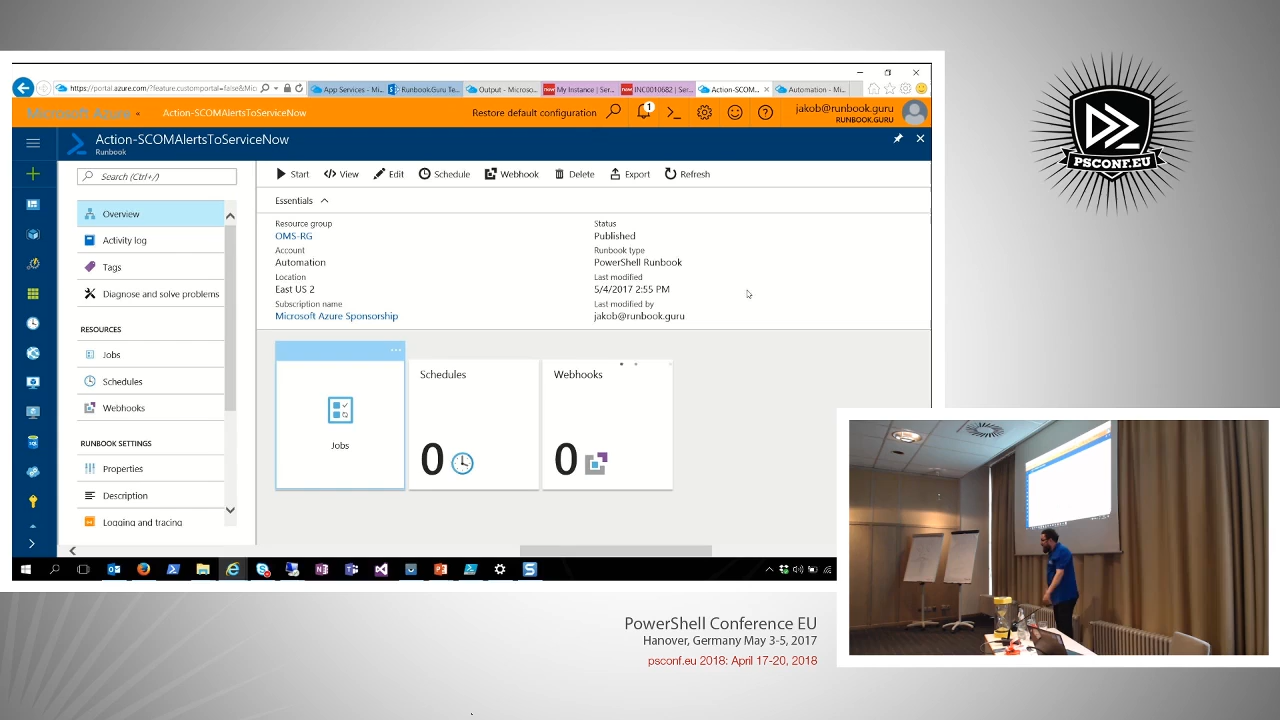 https://portal.azure.com/?feature.customportal=false&Mic
App Services - Mi...
Runbook.Guru Te...
Output - Microso...
My Instance | Ser...
INC0010682 | Ser...
Action-SCOM...
Automation - Mi...
Microsoft Azure
Action-SCOMAlertsToServiceNow
Restore default configuration
1
jakob@runbook.guru
RUNBOOK.GURU
Action-SCOMAlertsToServiceNow
Runbook
Search (Ctrl+/)
Overview
Activity log
Tags
Diagnose and solve problems
RESOURCES
Jobs
Schedules
Webhooks
RUNBOOK SETTINGS
Properties
Description
Logging and tracing
Start
View
Edit
Schedule
Webhook
Delete
Export
Refresh
Essentials
Resource group
OMS-RG
Account
Automation
Location
East US 2
Subscription name
Microsoft Azure Sponsorship
Status
Published
Runbook type
PowerShell Runbook
Last modified
5/4/2017 2:55 PM
Last modified by
jakob@runbook.guru
Jobs
Schedules
0
Webhooks
0
PSCONF.EU
PowerShell Conference EU
Hanover, Germany May 3-5, 2017
psconf.eu 2018: April 17-20, 2018